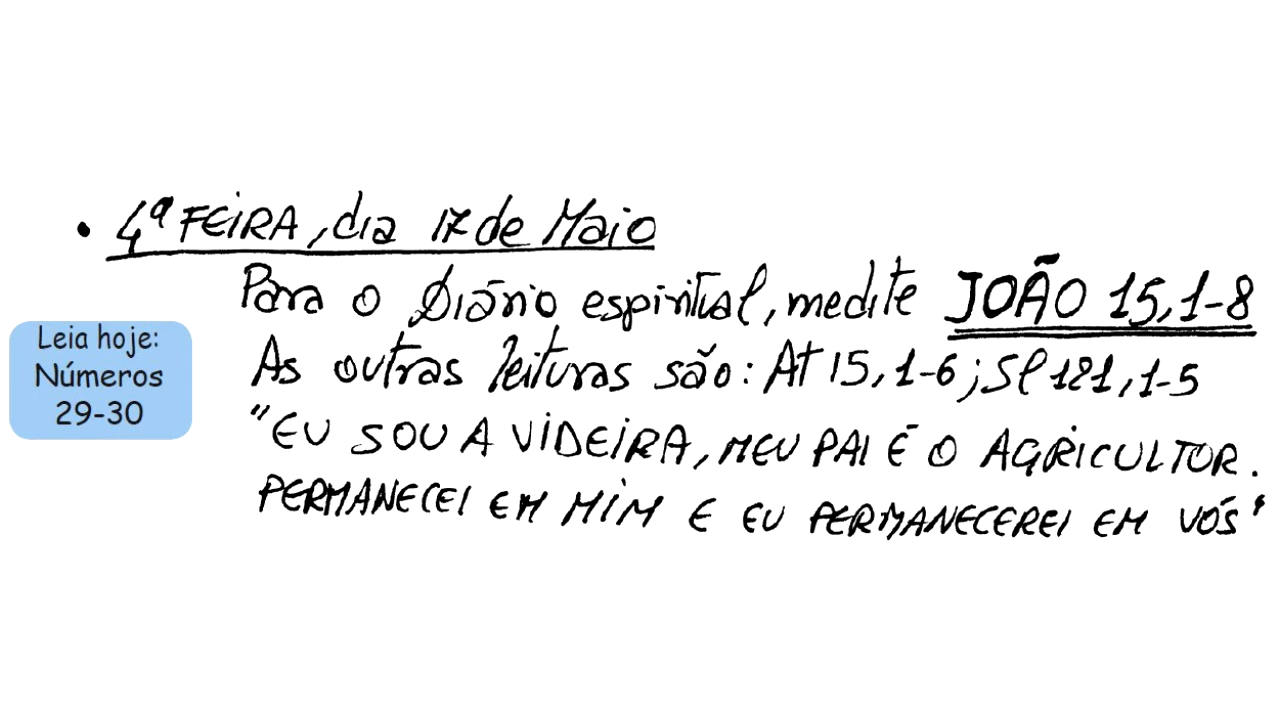 • 4ª FEIRA, dia 17 de Maio
Para o Diário espiritual, medite JOÃO 15, 1-8
Leia hoje:
Números
29-30
As outras leituras são: At 15, 1-6; Sl 121, 1-5
"EU SOU A VIDEIRA, MEU PAI É O AGRICULTOR.
PERMANECEI EM MIM E EU PERMANECEREI EM VÓS"